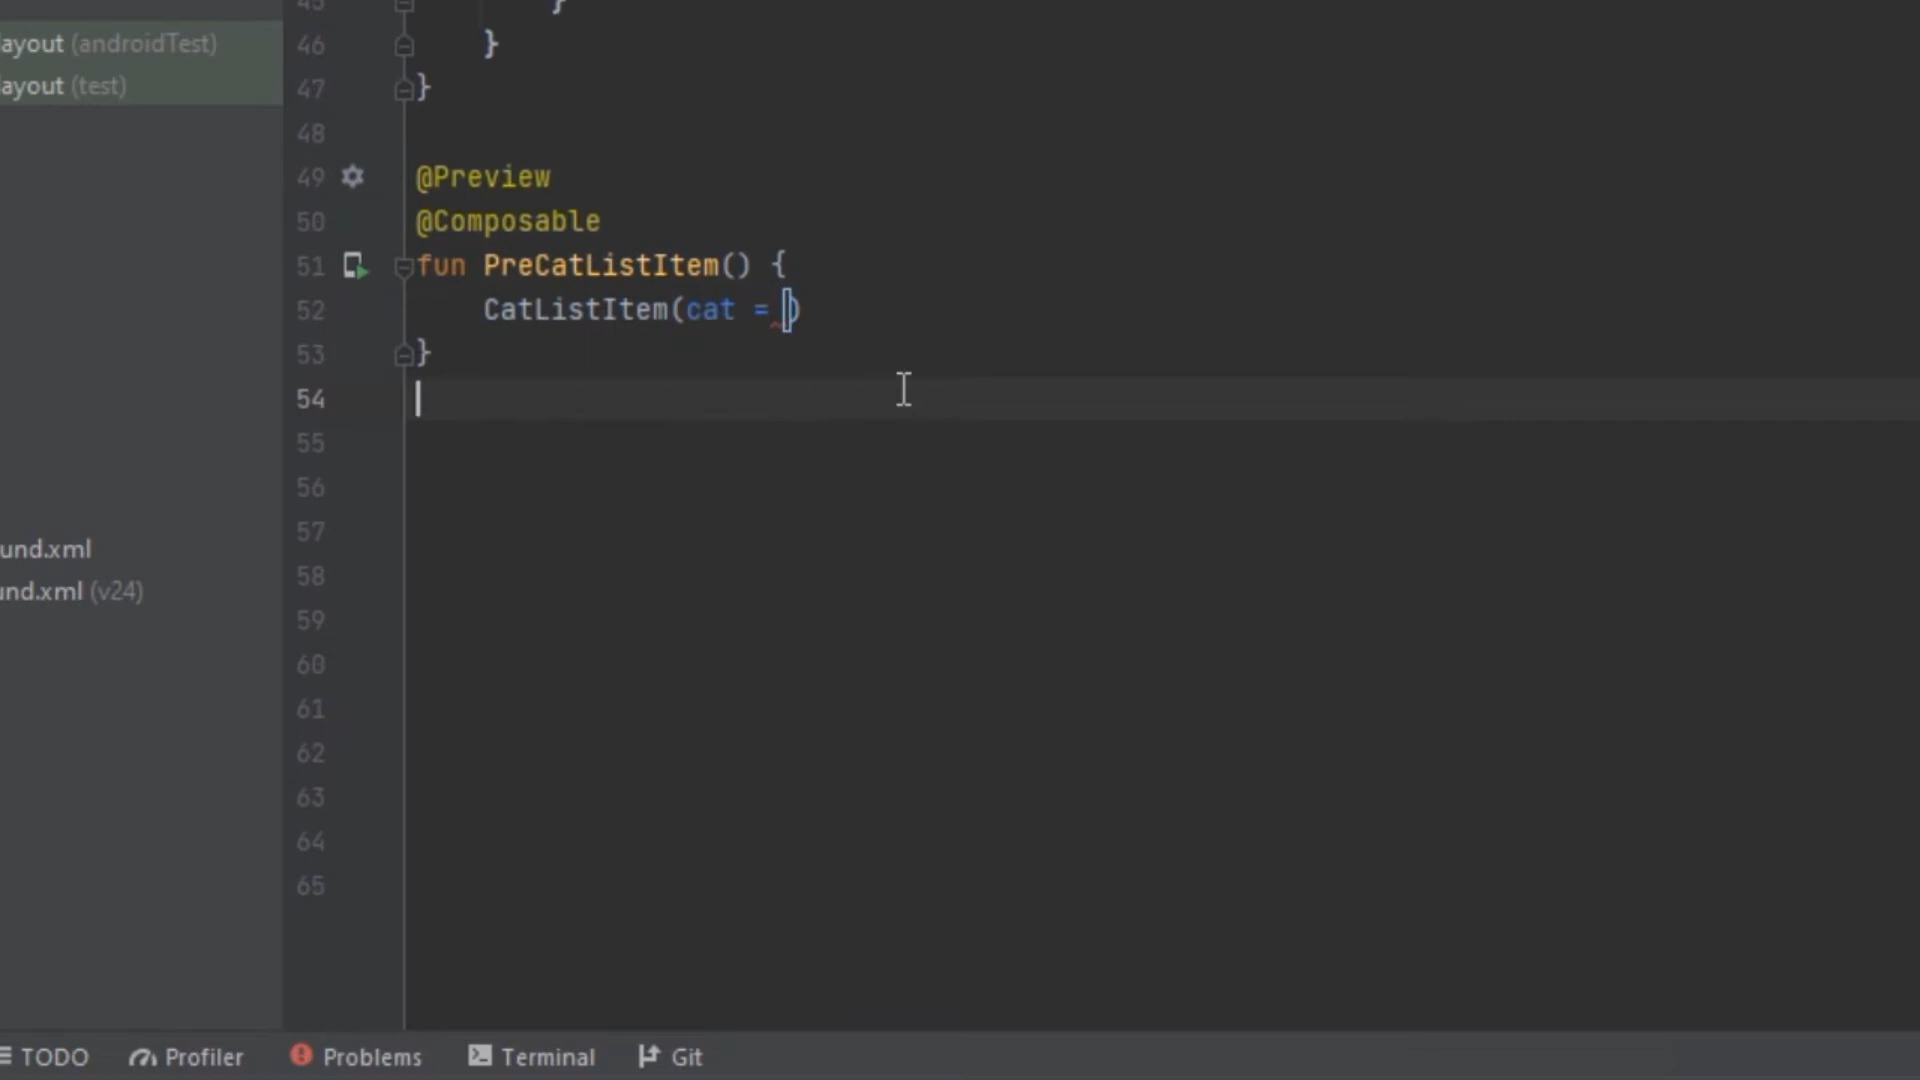 45 }
ayout (androidTest)
46 }
ayout (test)
47 }
48
49 @Preview
50 @Composable
51 fun PreCatListItem() {
52 CatListItem(cat = )
53 }
54
55
56
57
und.xml
58
und.xml (v24)
59
60
61
62
63
64
65
TODO Profiler Problems Terminal Git